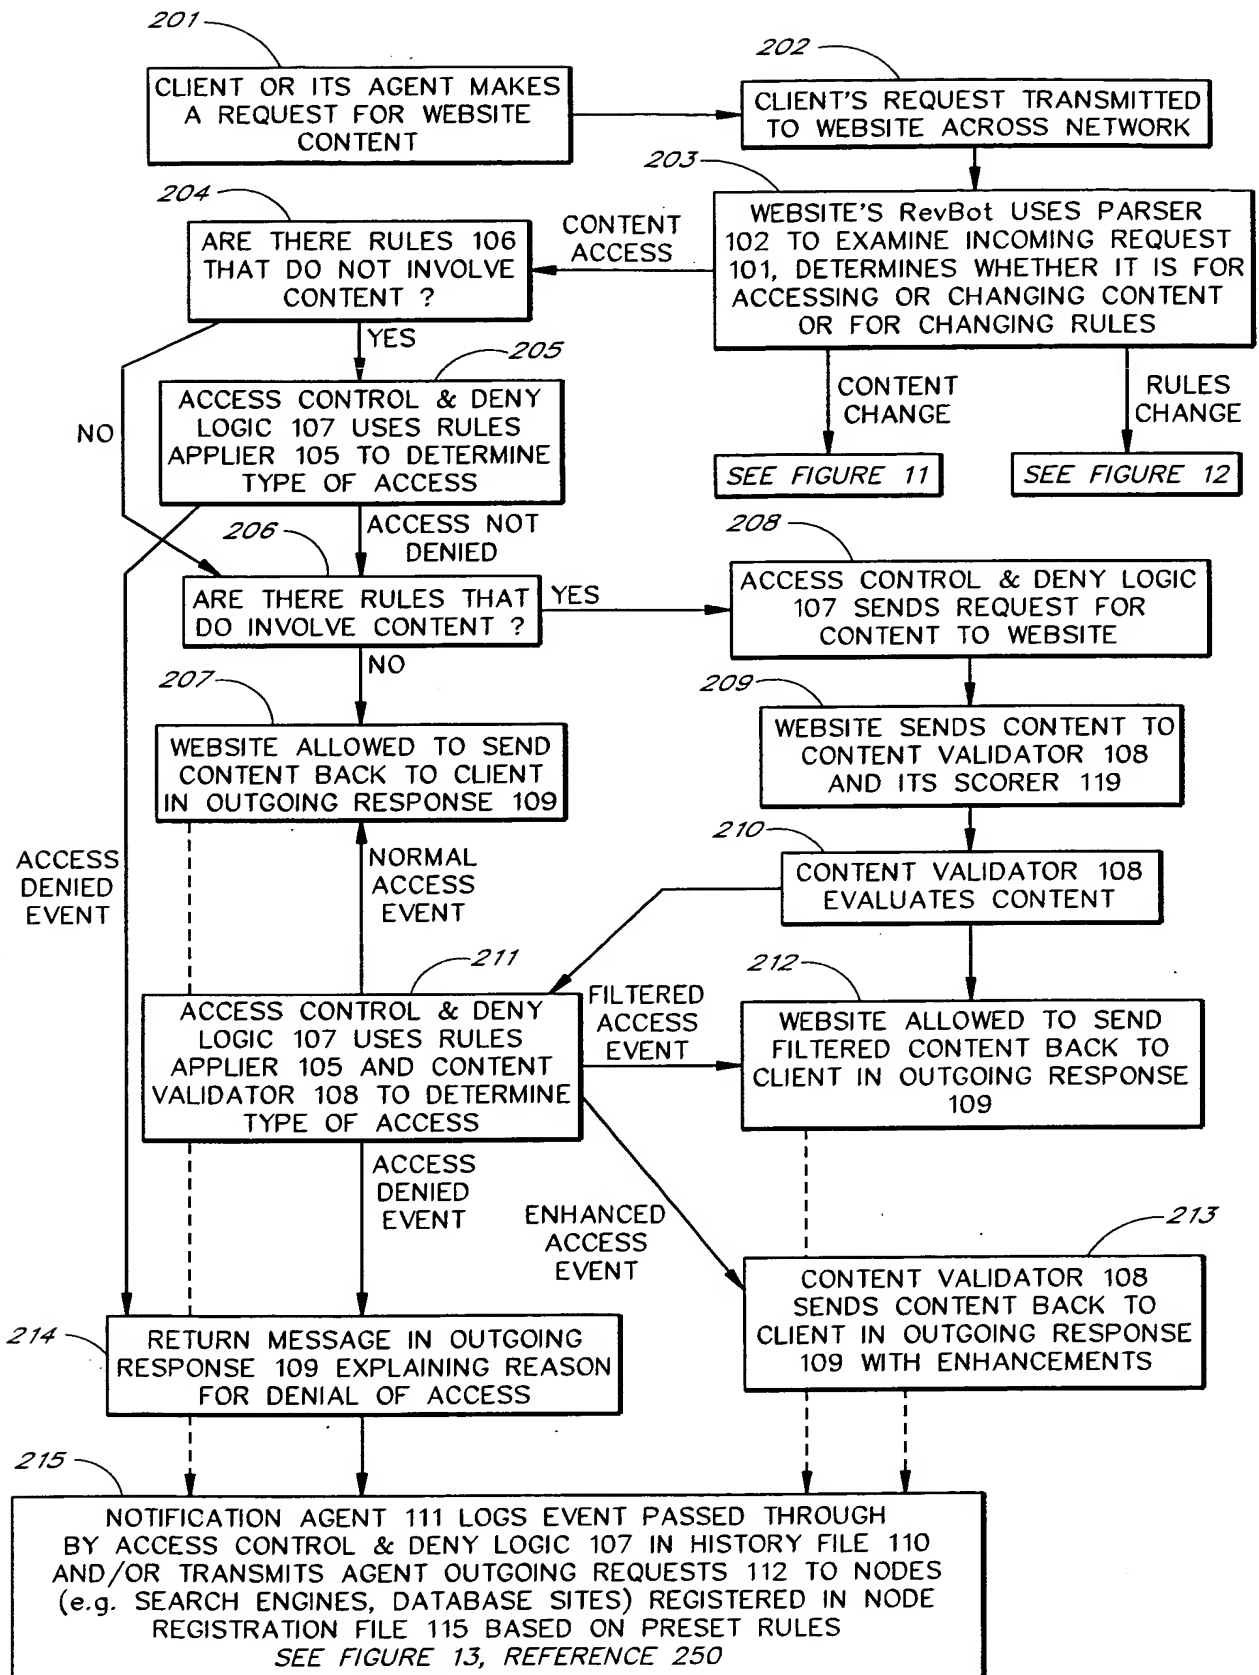 201
CLIENT OR ITS AGENT MAKES
A REQUEST FOR WEBSITE
CONTENT
202
CLIENT'S REQUEST TRANSMITTED
TO WEBSITE ACROSS NETWORK
203
WEBSITE'S RevBot USES PARSER
102 TO EXAMINE INCOMING REQUEST
101, DETERMINES WHETHER IT IS FOR
ACCESSING OR CHANGING CONTENT
OR FOR CHANGING RULES
CONTENT
ACCESS
204
ARE THERE RULES 106
THAT DO NOT INVOLVE
CONTENT ?
YES
NO
CONTENT
CHANGE
RULES
CHANGE
SEE FIGURE 11
SEE FIGURE 12
205
ACCESS CONTROL & DENY
LOGIC 107 USES RULES
APPLIER 105 TO DETERMINE
TYPE OF ACCESS
ACCESS NOT
DENIED
206
ARE THERE RULES THAT
DO INVOLVE CONTENT ?
YES
NO
208
ACCESS CONTROL & DENY LOGIC
107 SENDS REQUEST FOR
CONTENT TO WEBSITE
207
WEBSITE ALLOWED TO SEND
CONTENT BACK TO CLIENT
IN OUTGOING RESPONSE 109
209
WEBSITE SENDS CONTENT TO
CONTENT VALIDATOR 108
AND ITS SCORER 119
210
CONTENT VALIDATOR 108
EVALUATES CONTENT
ACCESS
DENIED
EVENT
NORMAL
ACCESS
EVENT
211
ACCESS CONTROL & DENY
LOGIC 107 USES RULES
APPLIER 105 AND CONTENT
VALIDATOR 108 TO DETERMINE
TYPE OF ACCESS
FILTERED
ACCESS
EVENT
212
WEBSITE ALLOWED TO SEND
FILTERED CONTENT BACK TO
CLIENT IN OUTGOING RESPONSE
109
ACCESS
DENIED
EVENT
ENHANCED
ACCESS
EVENT
213
CONTENT VALIDATOR 108
SENDS CONTENT BACK TO
CLIENT IN OUTGOING RESPONSE
109 WITH ENHANCEMENTS
214
RETURN MESSAGE IN OUTGOING
RESPONSE 109 EXPLAINING REASON
FOR DENIAL OF ACCESS
215
NOTIFICATION AGENT 111 LOGS EVENT PASSED THROUGH
BY ACCESS CONTROL & DENY LOGIC 107 IN HISTORY FILE 110
AND/OR TRANSMITS AGENT OUTGOING REQUESTS 112 TO NODES
(e.g. SEARCH ENGINES, DATABASE SITES) REGISTERED IN NODE
REGISTRATION FILE 115 BASED ON PRESET RULES
SEE FIGURE 13, REFERENCE 250